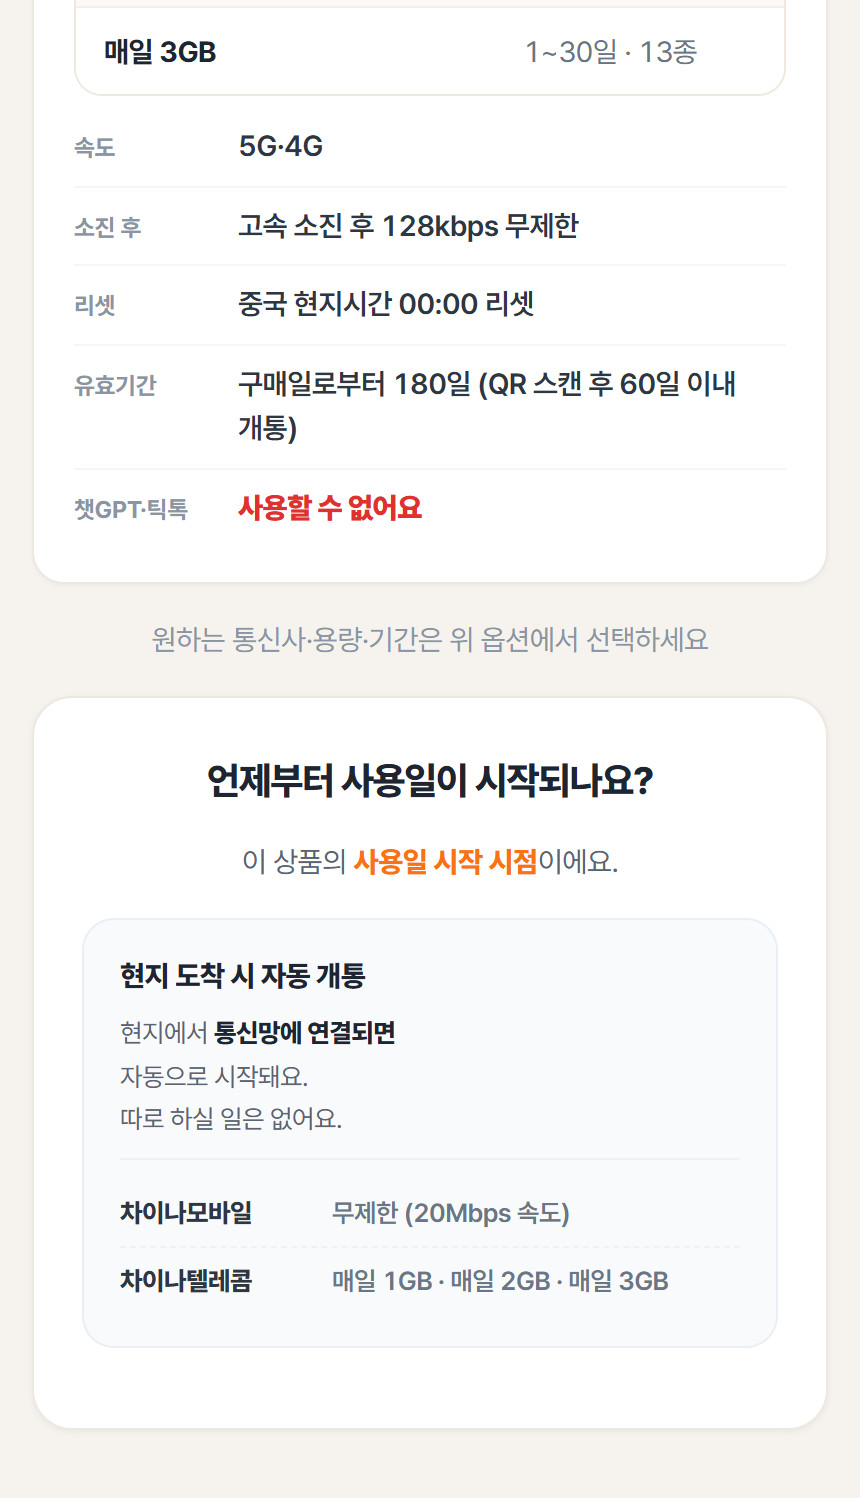 매일 3GB 1~30일 · 13종
속도 5G·4G
소진 후 고속 소진 후 128kbps 무제한
리셋 중국 현지시간 00:00 리셋
유효기간 구매일로부터 180일 (QR 스캔 후 60일 이내
개통)
챗GPT·틱톡 사용할 수 없어요
원하는 통신사·용량·기간은 위 옵션에서 선택하세요
언제부터 사용일이 시작되나요?
이 상품의 사용일 시작 시점이에요.
현지 도착 시 자동 개통
현지에서 통신망에 연결되면
자동으로 시작돼요.
따로 하실 일은 없어요.
차이나모바일 무제한 (20Mbps 속도)
차이나텔레콤 매일 1GB · 매일 2GB · 매일 3GB